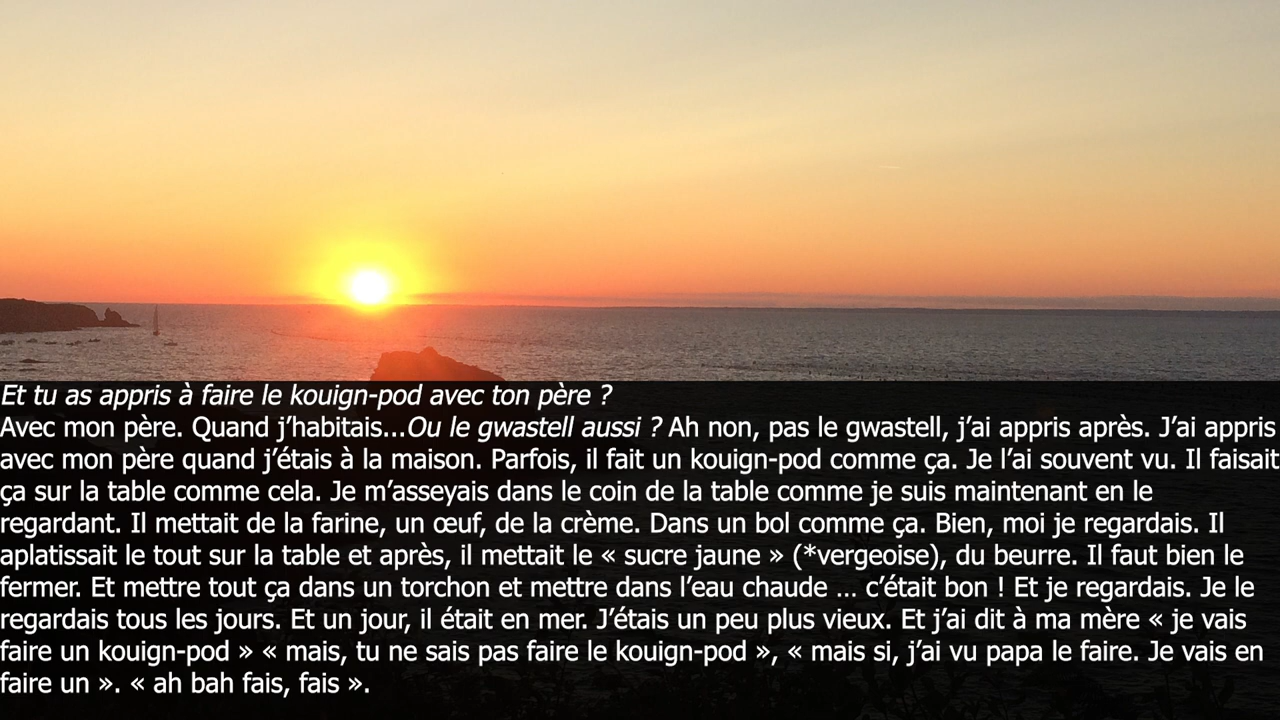 Et tu as appris à faire le kouign-pod avec ton père ?
Avec mon père. Quand j’habitais...Ou le gwastell aussi ? Ah non, pas le gwastell, j’ai appris après. J’ai appris
avec mon père quand j’étais à la maison. Parfois, il fait un kouign-pod comme ça. Je l’ai souvent vu. Il faisait
ça sur la table comme cela. Je m’asseyais dans le coin de la table comme je suis maintenant en le
regardant. Il mettait de la farine, un œuf, de la crème. Dans un bol comme ça. Bien, moi je regardais. Il
aplatissait le tout sur la table et après, il mettait le « sucre jaune » (*vergeoise), du beurre. Il faut bien le
fermer. Et mettre tout ça dans un torchon et mettre dans l’eau chaude ... c’était bon ! Et je regardais. Je le
regardais tous les jours. Et un jour, il était en mer. J’étais un peu plus vieux. Et j’ai dit à ma mère « je vais
faire un kouign-pod » « mais, tu ne sais pas faire le kouign-pod », « mais si, j’ai vu papa le faire. Je vais en
faire un ». « ah bah fais, fais ».